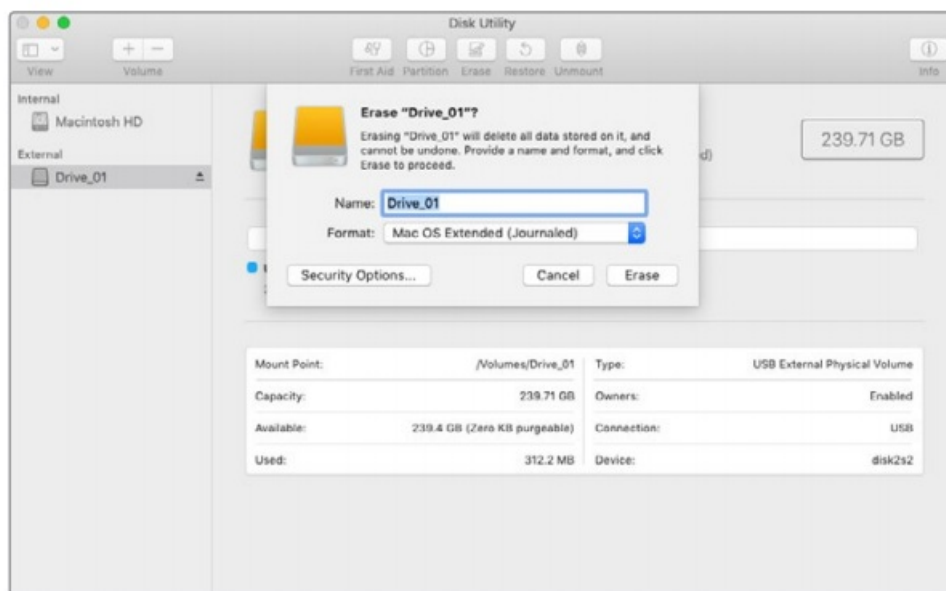 Disk Utility
View
Volume
First Aid
Partition
Erase
Restore
Unmount
Info
Internal
Macintosh HD
External
Drive_01
239.71 GB
Erase "Drive_01"?
Erasing "Drive_01" will delete all data stored on it, and
cannot be undone. Provide a name and format, and click
Erase to proceed.
Name: Drive_01
Format: Mac OS Extended (Journaled)
Security Options...
Cancel
Erase
Mount Point: /Volumes/Drive_01
Type: USB External Physical Volume
Capacity: 239.71 GB
Owners: Enabled
Available: 239.4 GB (Zero KB purgeable)
Connection: USB
Used: 312.2 MB
Device: disk2s2